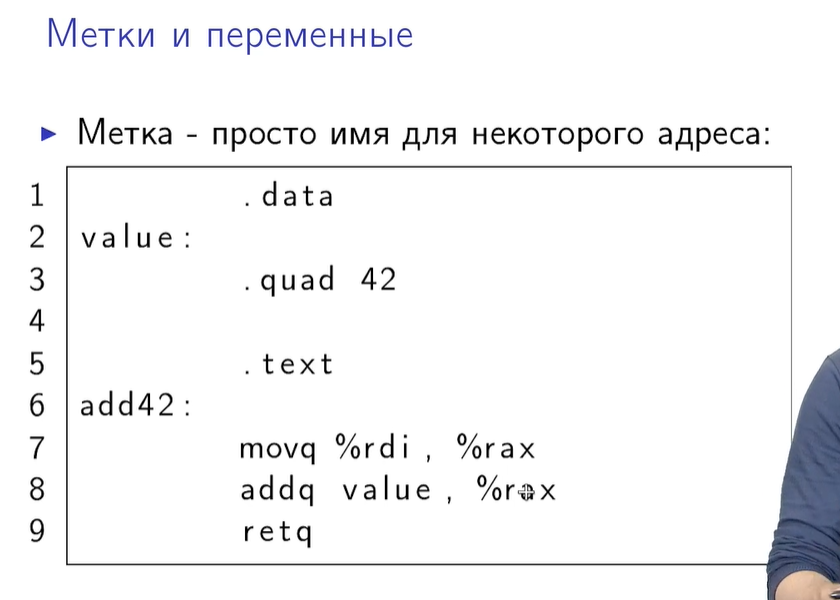 Метки и переменные
Метка - просто имя для некоторого адреса:
1 .data
2 value:
3 .quad 42
4
5 .text
6 add42:
7 movq %rdi, %rax
8 addq value, %rax
9 retq